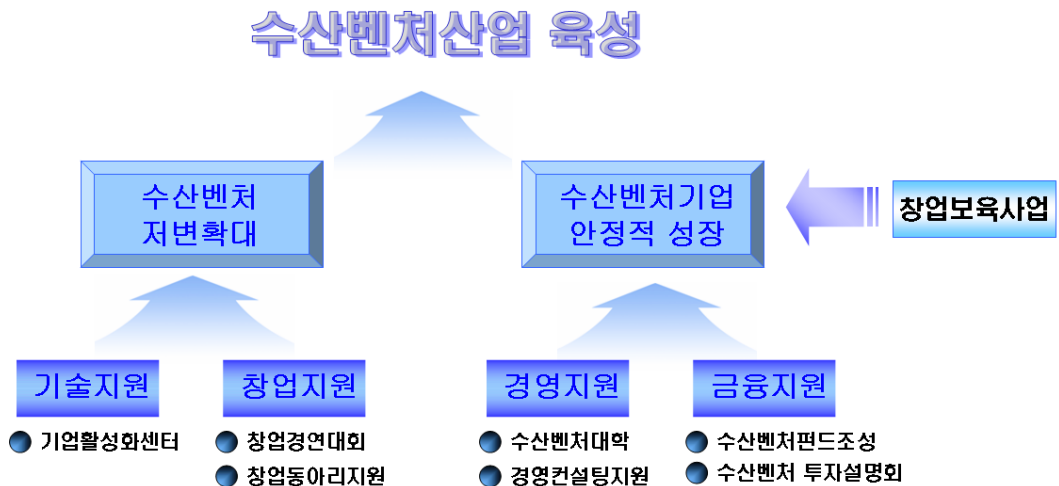 수산벤처산업 육성
수산벤처
저변확대
수산벤처기업
안정적 성장
창업보육사업
기술지원
창업지원
경영지원
금융지원
기업활성화센터
창업경연대회
창업동아리지원
수산벤처대학
경영컨설팅지원
수산벤처펀드조성
수산벤처 투자설명회